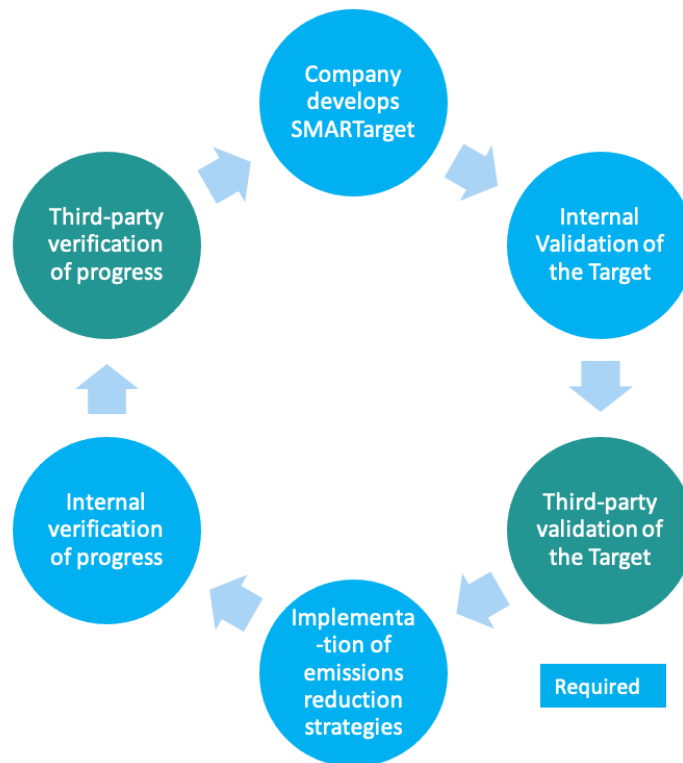 Company
develops
SMARTarget
Internal
Validation of
the Target
Third-party
validation of
the Target
Implementa
-tion of
emissions
reduction
strategies
Internal
verification
of progress
Third-party
verification
of progress
Required